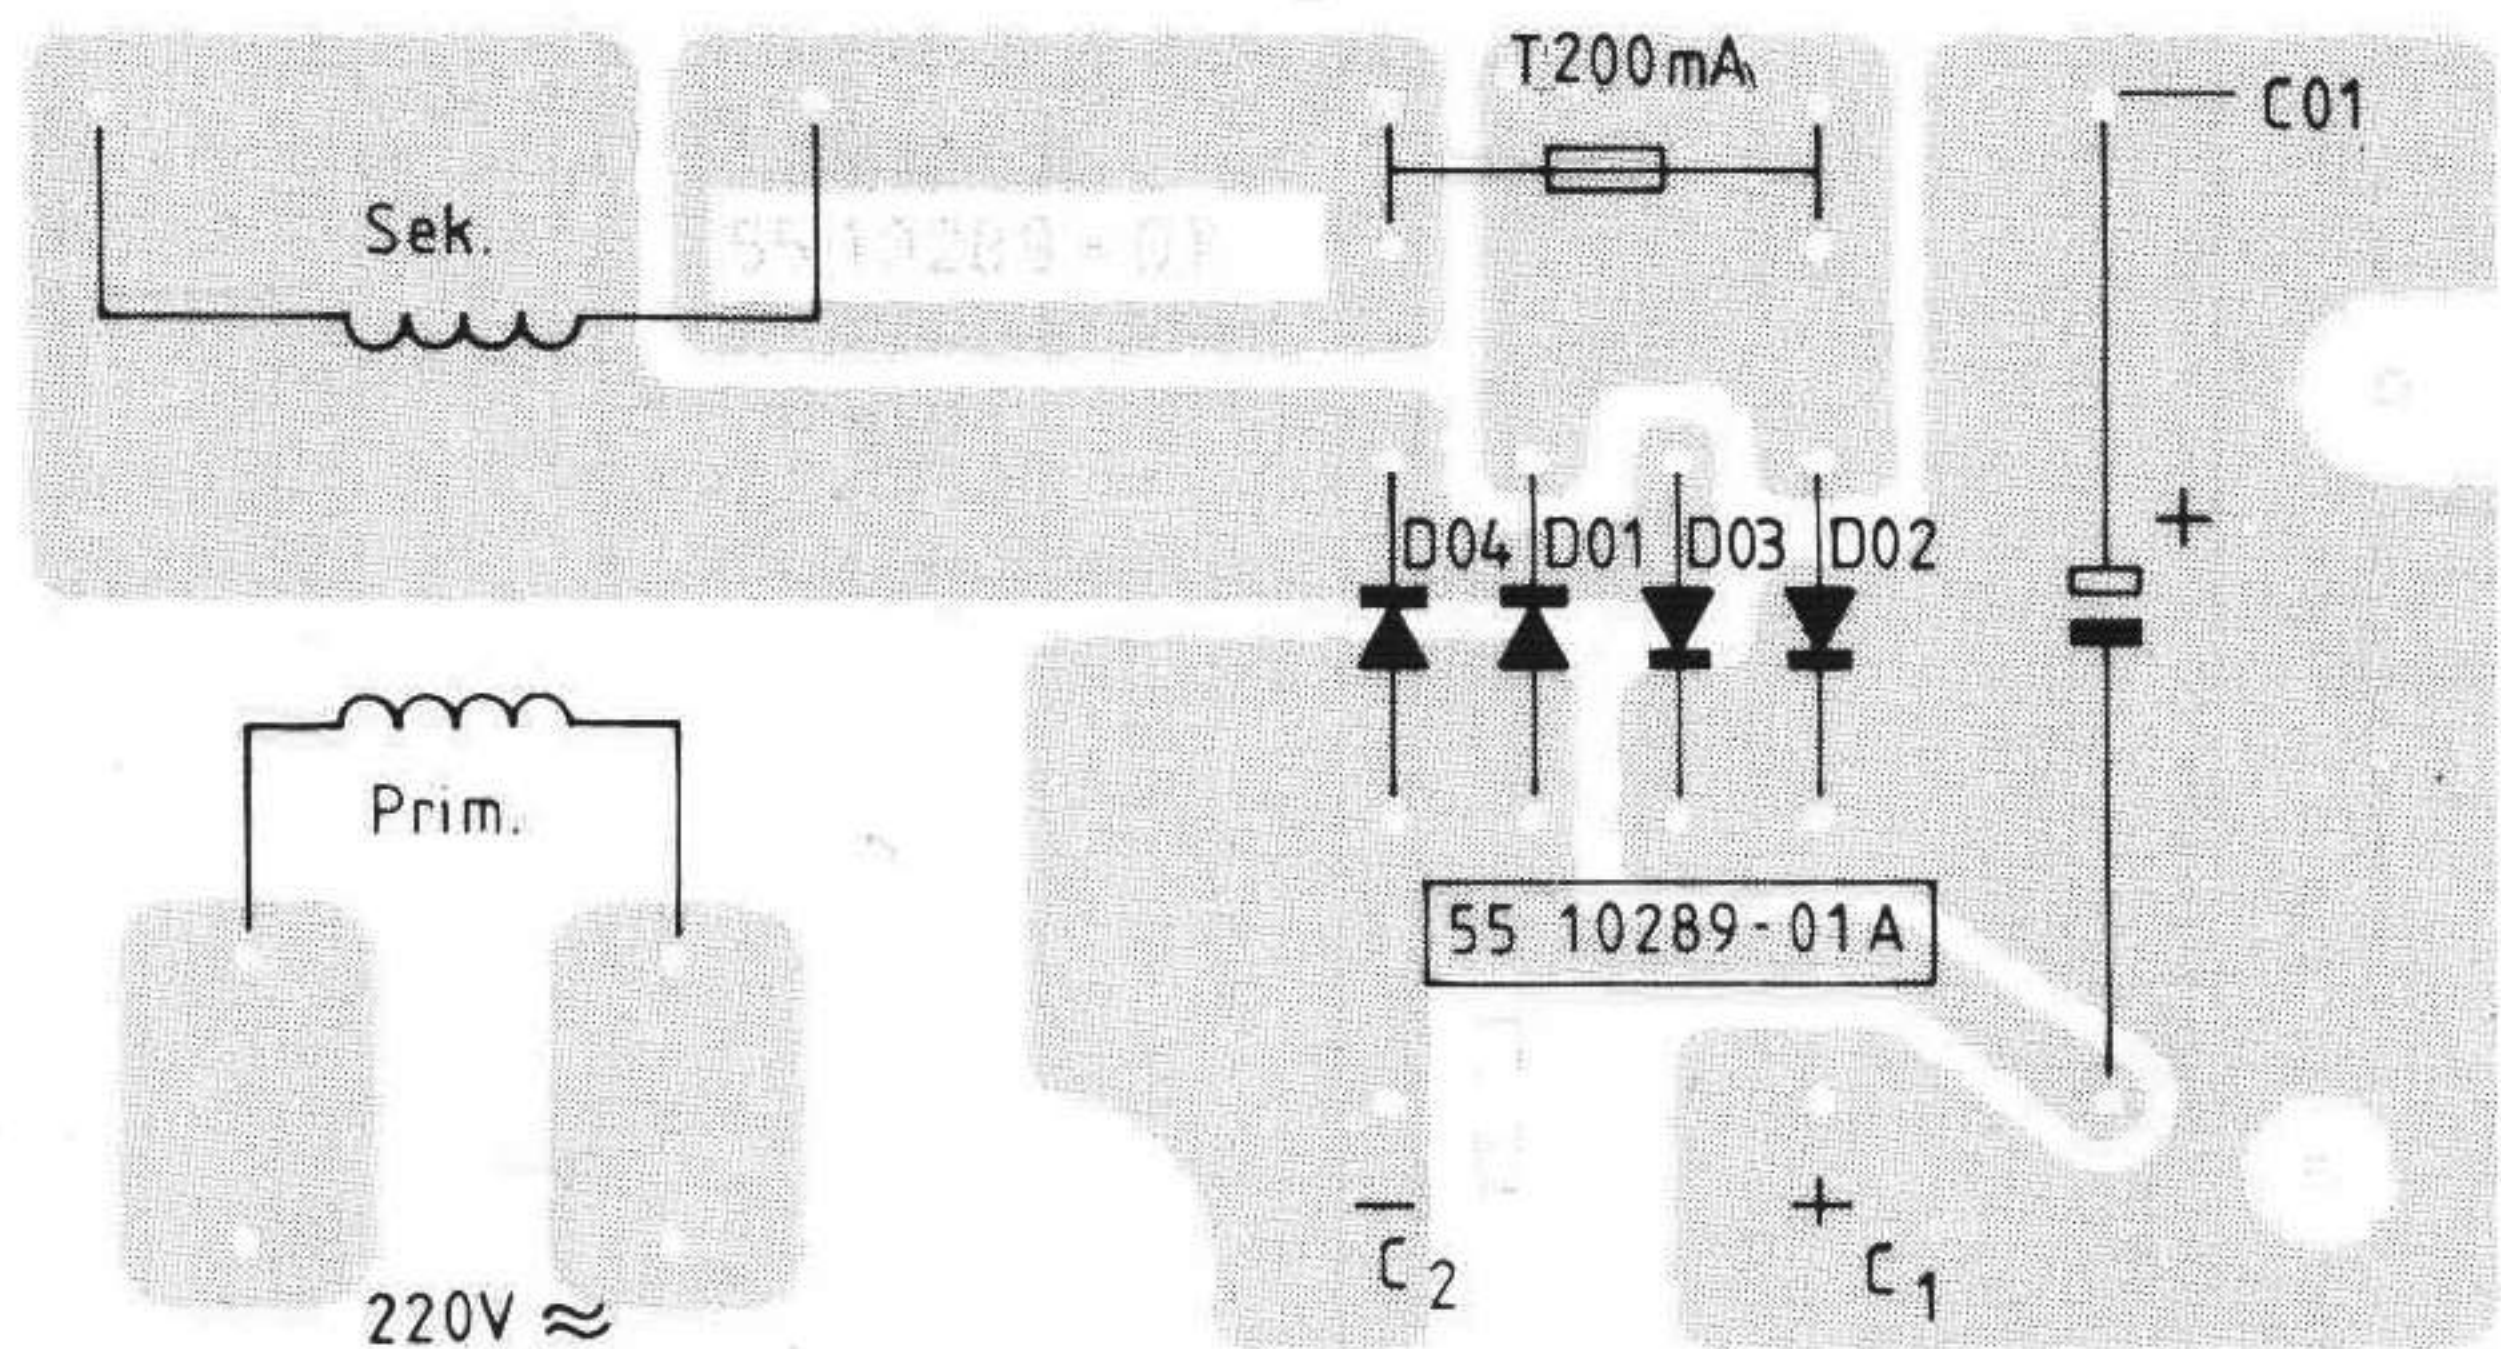 T200mA
C01
Sek.
+
D04 D01 D03 D02
Prim.
55 10289-01A
− +
C2 C1
220V ≈